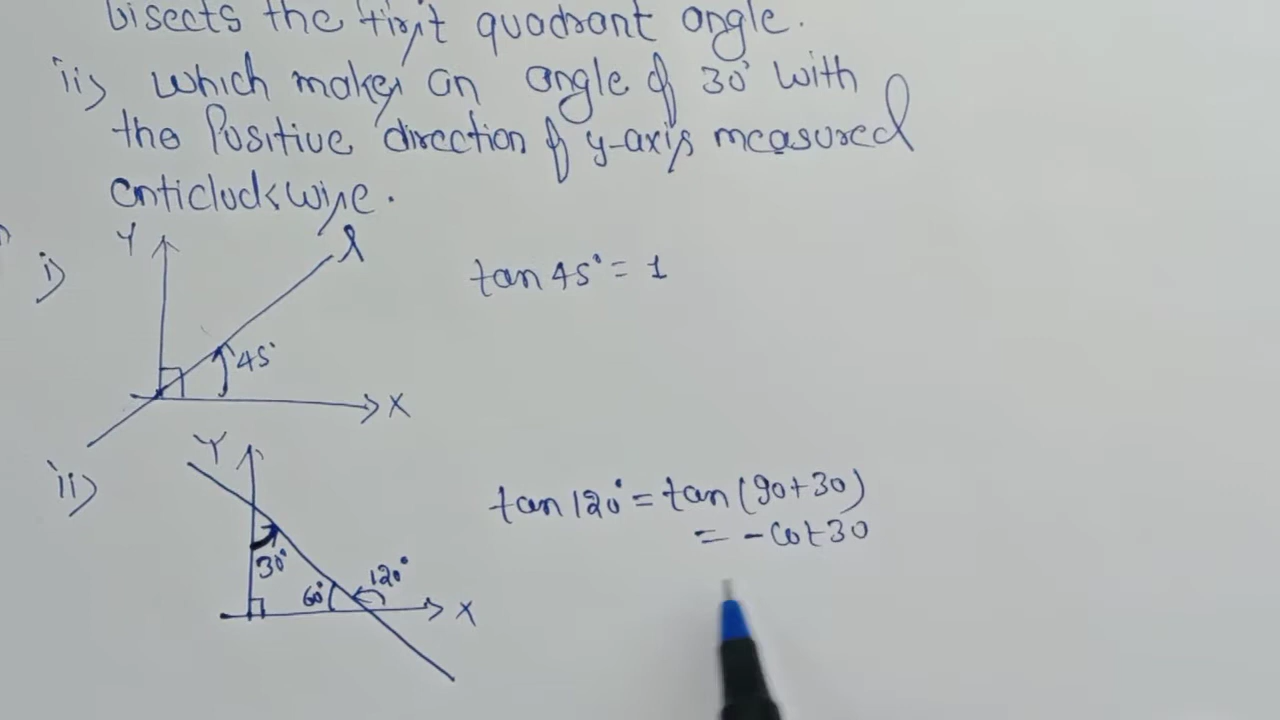 bisects the first quadrant angle.
ii) which makes an angle of 30° with
the Positive direction of y-axis measured
anticlockwise.
i)
Y
l
45°
X
tan 45° = 1
ii)
Y
30°
60°
120°
X
tan 120° = tan (90+30)
= -Cot 30